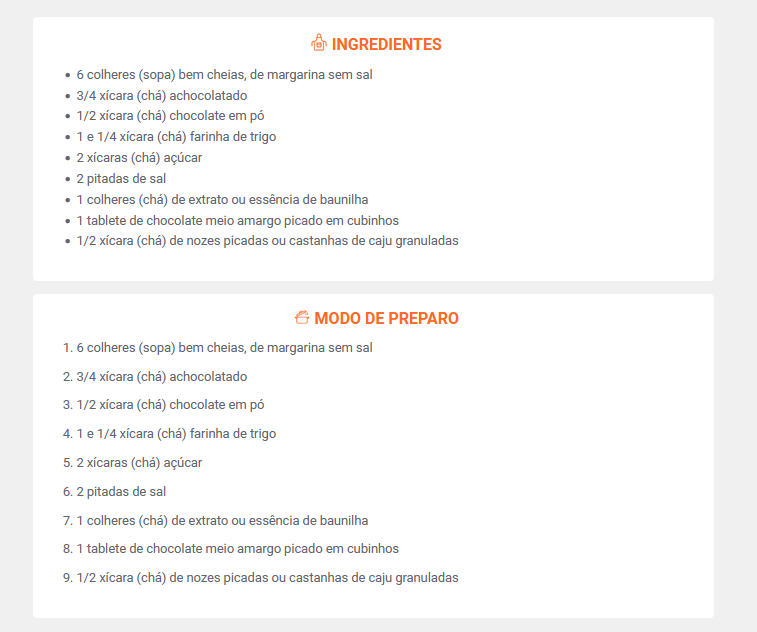 INGREDIENTES
• 6 colheres (sopa) bem cheias, de margarina sem sal
• 3/4 xícara (chá) achocolatado
• 1/2 xícara (chá) chocolate em pó
• 1 e 1/4 xícara (chá) farinha de trigo
• 2 xícaras (chá) açúcar
• 2 pitadas de sal
• 1 colheres (chá) de extrato ou essência de baunilha
• 1 tablete de chocolate meio amargo picado em cubinhos
• 1/2 xícara (chá) de nozes picadas ou castanhas de caju granuladas
MODO DE PREPARO
1. 6 colheres (sopa) bem cheias, de margarina sem sal
2. 3/4 xícara (chá) achocolatado
3. 1/2 xícara (chá) chocolate em pó
4. 1 e 1/4 xícara (chá) farinha de trigo
5. 2 xícaras (chá) açúcar
6. 2 pitadas de sal
7. 1 colheres (chá) de extrato ou essência de baunilha
8. 1 tablete de chocolate meio amargo picado em cubinhos
9. 1/2 xícara (chá) de nozes picadas ou castanhas de caju granuladas